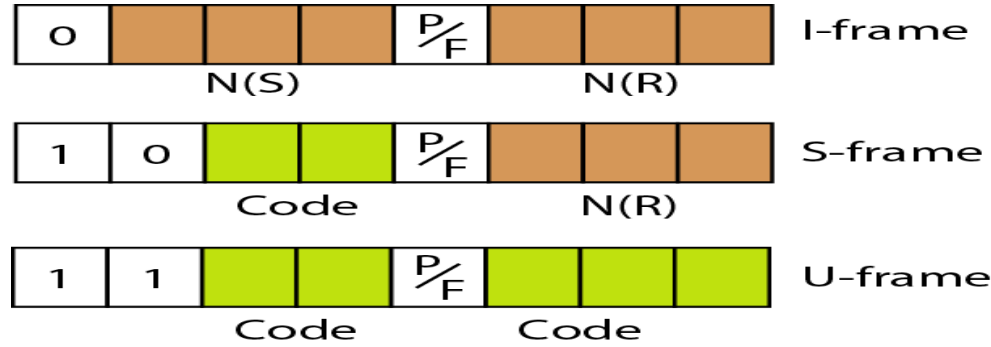 0 P/F I-frame
N(S) N(R)
1 0 P/F S-frame
Code N(R)
1 1 P/F U-frame
Code Code